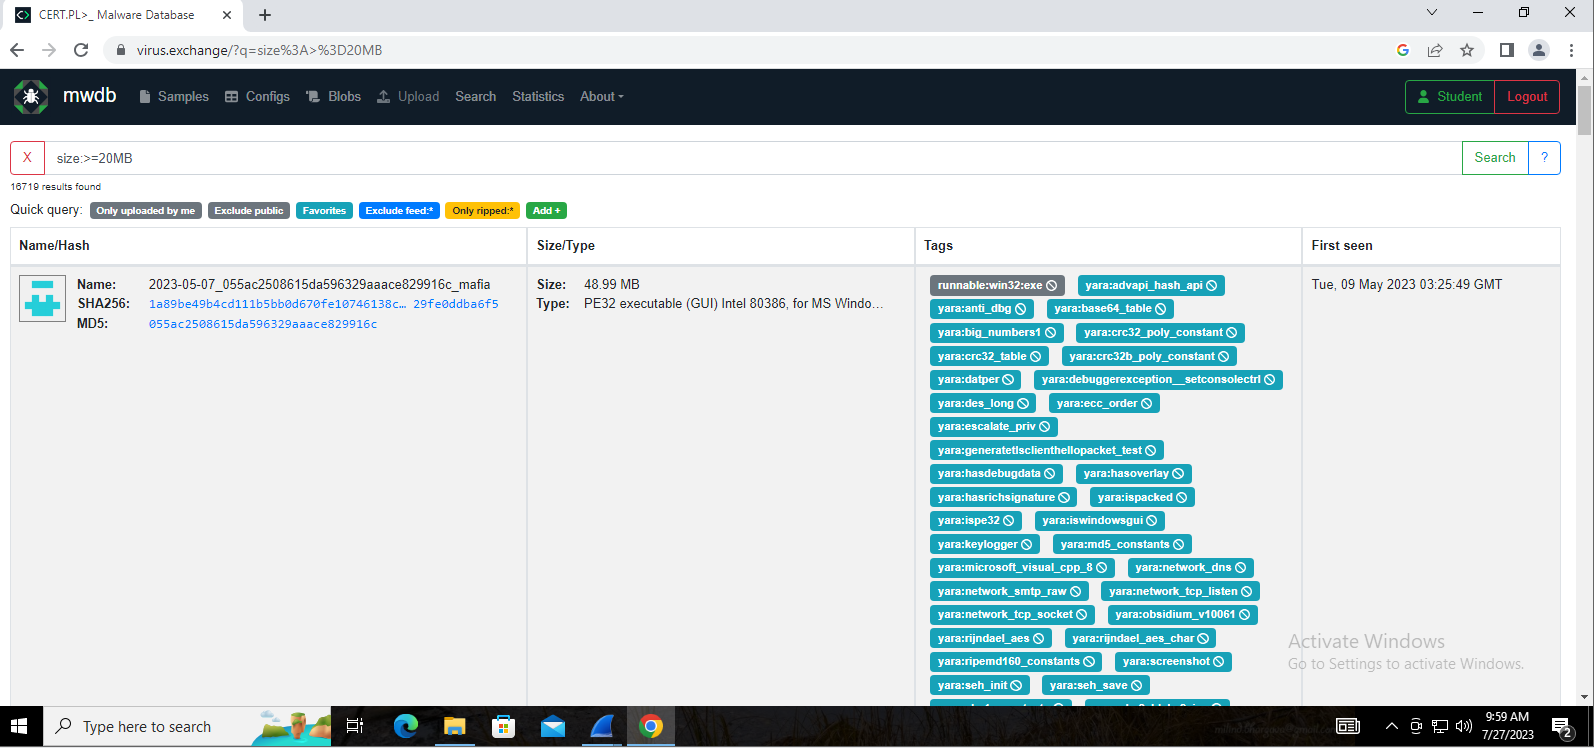 CERT.PL>_ Malware Database
virus.exchange/?q=size%3A>%3D20MB
mwdb Samples Configs Blobs Upload Search Statistics About Student Logout
X size:>=20MB Search ?
16719 results found
Quick query: Only uploaded by me Exclude public Favorites Exclude feed:* Only ripped:* Add +
Name/Hash Size/Type Tags First seen
Name: 2023-05-07_055ac2508615da596329aaace829916c_mafia
SHA256: 1a89be49b4cd111b5bb0d670fe10746138c… 29fe0ddba6f5
MD5: 055ac2508615da596329aaace829916c
Size: 48.99 MB
Type: PE32 executable (GUI) Intel 80386, for MS Windo…
runnable:win32:exe yara:advapi_hash_api
yara:anti_dbg yara:base64_table
yara:big_numbers1 yara:crc32_poly_constant
yara:crc32_table yara:crc32b_poly_constant
yara:datper yara:debuggerexception__setconsolectrl
yara:des_long yara:ecc_order
yara:escalate_priv
yara:generatetlsclienthellopacket_test
yara:hasdebugdata yara:hasoverlay
yara:hasrichsignature yara:ispacked
yara:ispe32 yara:iswindowsgui
yara:keylogger yara:md5_constants
yara:microsoft_visual_cpp_8 yara:network_dns
yara:network_smtp_raw yara:network_tcp_listen
yara:network_tcp_socket yara:obsidium_v10061
yara:rijndael_aes yara:rijndael_aes_char
yara:ripemd160_constants yara:screenshot
yara:seh_init yara:seh_save
Tue, 09 May 2023 03:25:49 GMT
Activate Windows
Go to Settings to activate Windows.
Type here to search
9:59 AM
7/27/2023
2